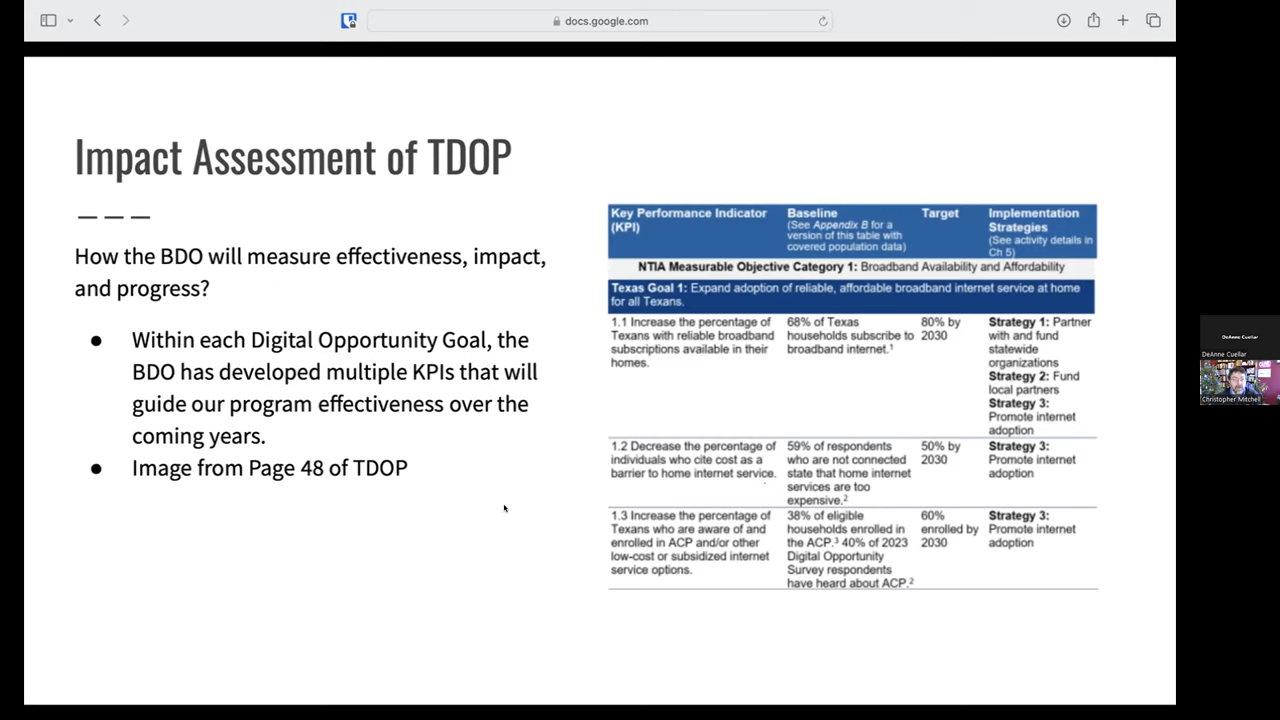 docs.google.com
Impact Assessment of TDOP
How the BDO will measure effectiveness, impact,
and progress?
● Within each Digital Opportunity Goal, the
BDO has developed multiple KPIs that will
guide our program effectiveness over the
coming years.
● Image from Page 48 of TDOP
Key Performance Indicator
(KPI)
Baseline
(See Appendix B for a
version of this table with
covered population data)
Target
Implementation
Strategies
(See activity details in
Ch 5)
NTIA Measurable Objective Category 1: Broadband Availability and Affordability
Texas Goal 1: Expand adoption of reliable, affordable broadband internet service at home
for all Texans.
1.1 Increase the percentage of
Texans with reliable broadband
subscriptions available in their
homes.
68% of Texas
households subscribe to
broadband internet.¹
80% by
2030
Strategy 1: Partner
with and fund
statewide
organizations
Strategy 2: Fund
local partners
Strategy 3:
Promote internet
adoption
1.2 Decrease the percentage of
individuals who cite cost as a
barrier to home internet service.
59% of respondents
who are not connected
state that home internet
services are too
expensive.²
50% by
2030
Strategy 3:
Promote internet
adoption
1.3 Increase the percentage of
Texans who are aware of and
enrolled in ACP and/or other
low-cost or subsidized internet
service options.
38% of eligible
households enrolled in
the ACP.³ 40% of 2023
Digital Opportunity
Survey respondents
have heard about ACP.²
60%
enrolled by
2030
Strategy 3:
Promote internet
adoption
DeAnne Cuellar
DeAnne Cuellar
Christopher Mitchell